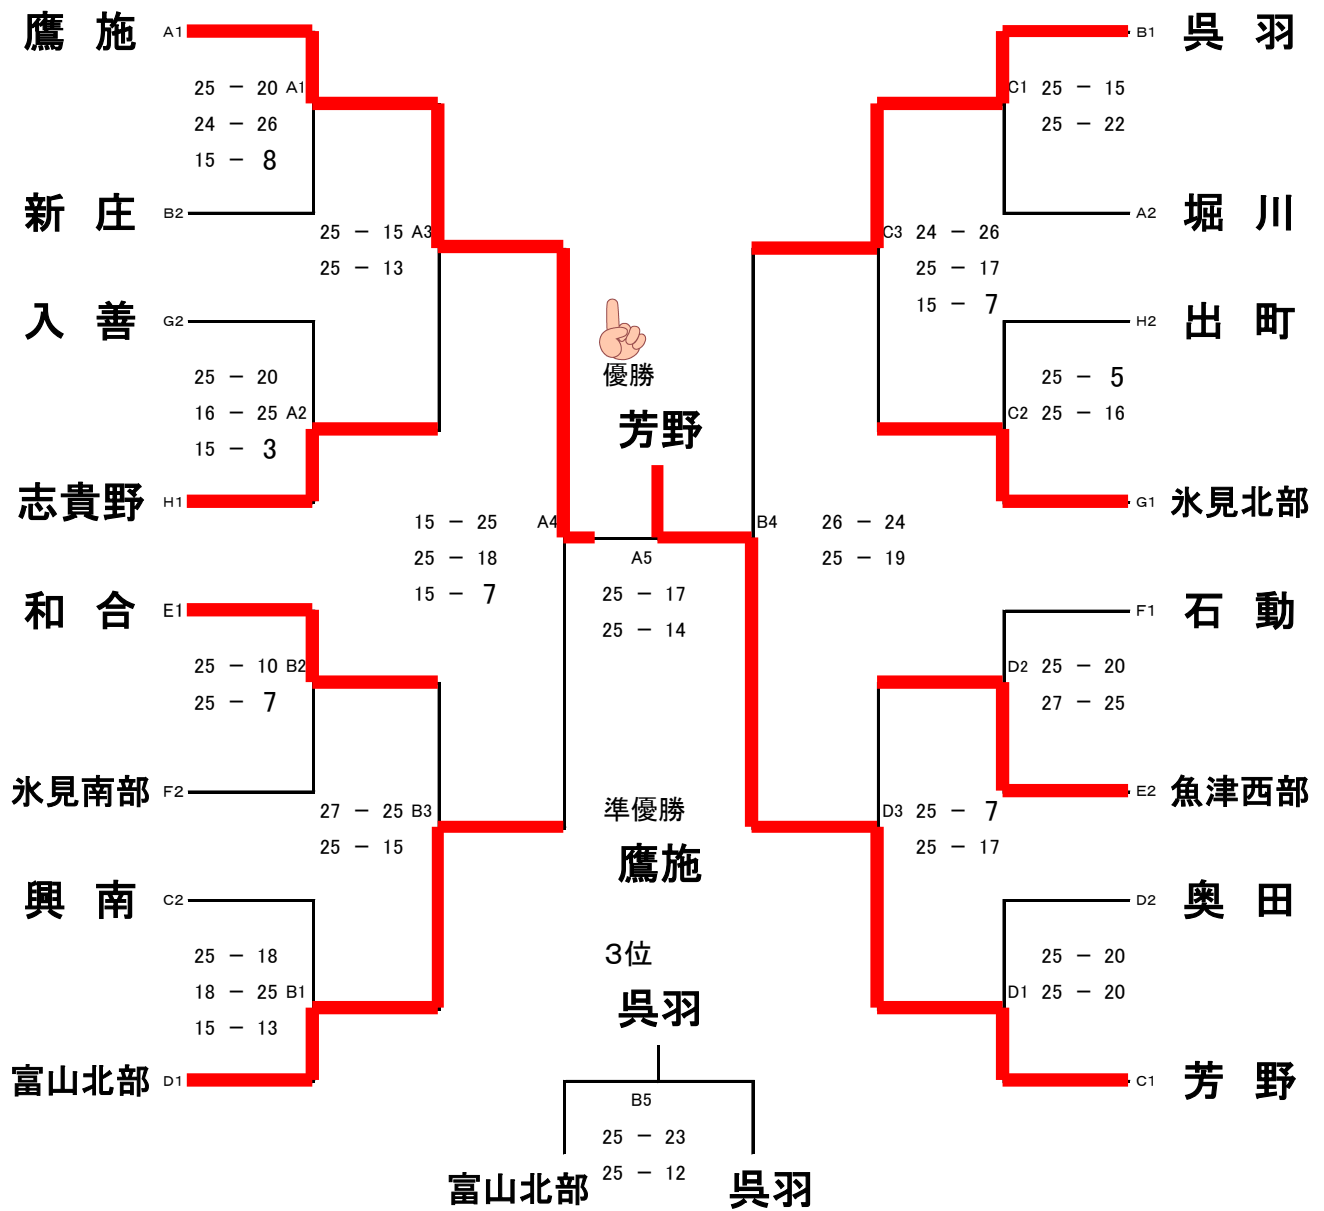 鷹施 A1
25 － 20 A1
24 － 26
15 － 8
新庄 B2
25 － 15 A3
25 － 13
入善 G2
25 － 20
16 － 25 A2
15 － 3
志貴野 H1
15 － 25 A4
25 － 18
15 － 7
和合 E1
25 － 10 B2
25 － 7
氷見南部 F2
27 － 25 B3
25 － 15
興南 C2
25 － 18
18 － 25 B1
15 － 13
富山北部 D1
優勝
芳野
A5
25 － 17
25 － 14
準優勝
鷹施
３位
呉羽
B5
25 － 23
25 － 12
富山北部
呉羽
B1 呉羽
C1 25 － 15
25 － 22
A2 堀川
C3 24 － 26
25 － 17
15 － 7
H2 出町
25 － 5
C2 25 － 16
G1 氷見北部
B4 26 － 24
25 － 19
F1 石動
D2 25 － 20
27 － 25
E2 魚津西部
D3 25 － 7
25 － 17
D2 奥田
25 － 20
D1 25 － 20
C1 芳野